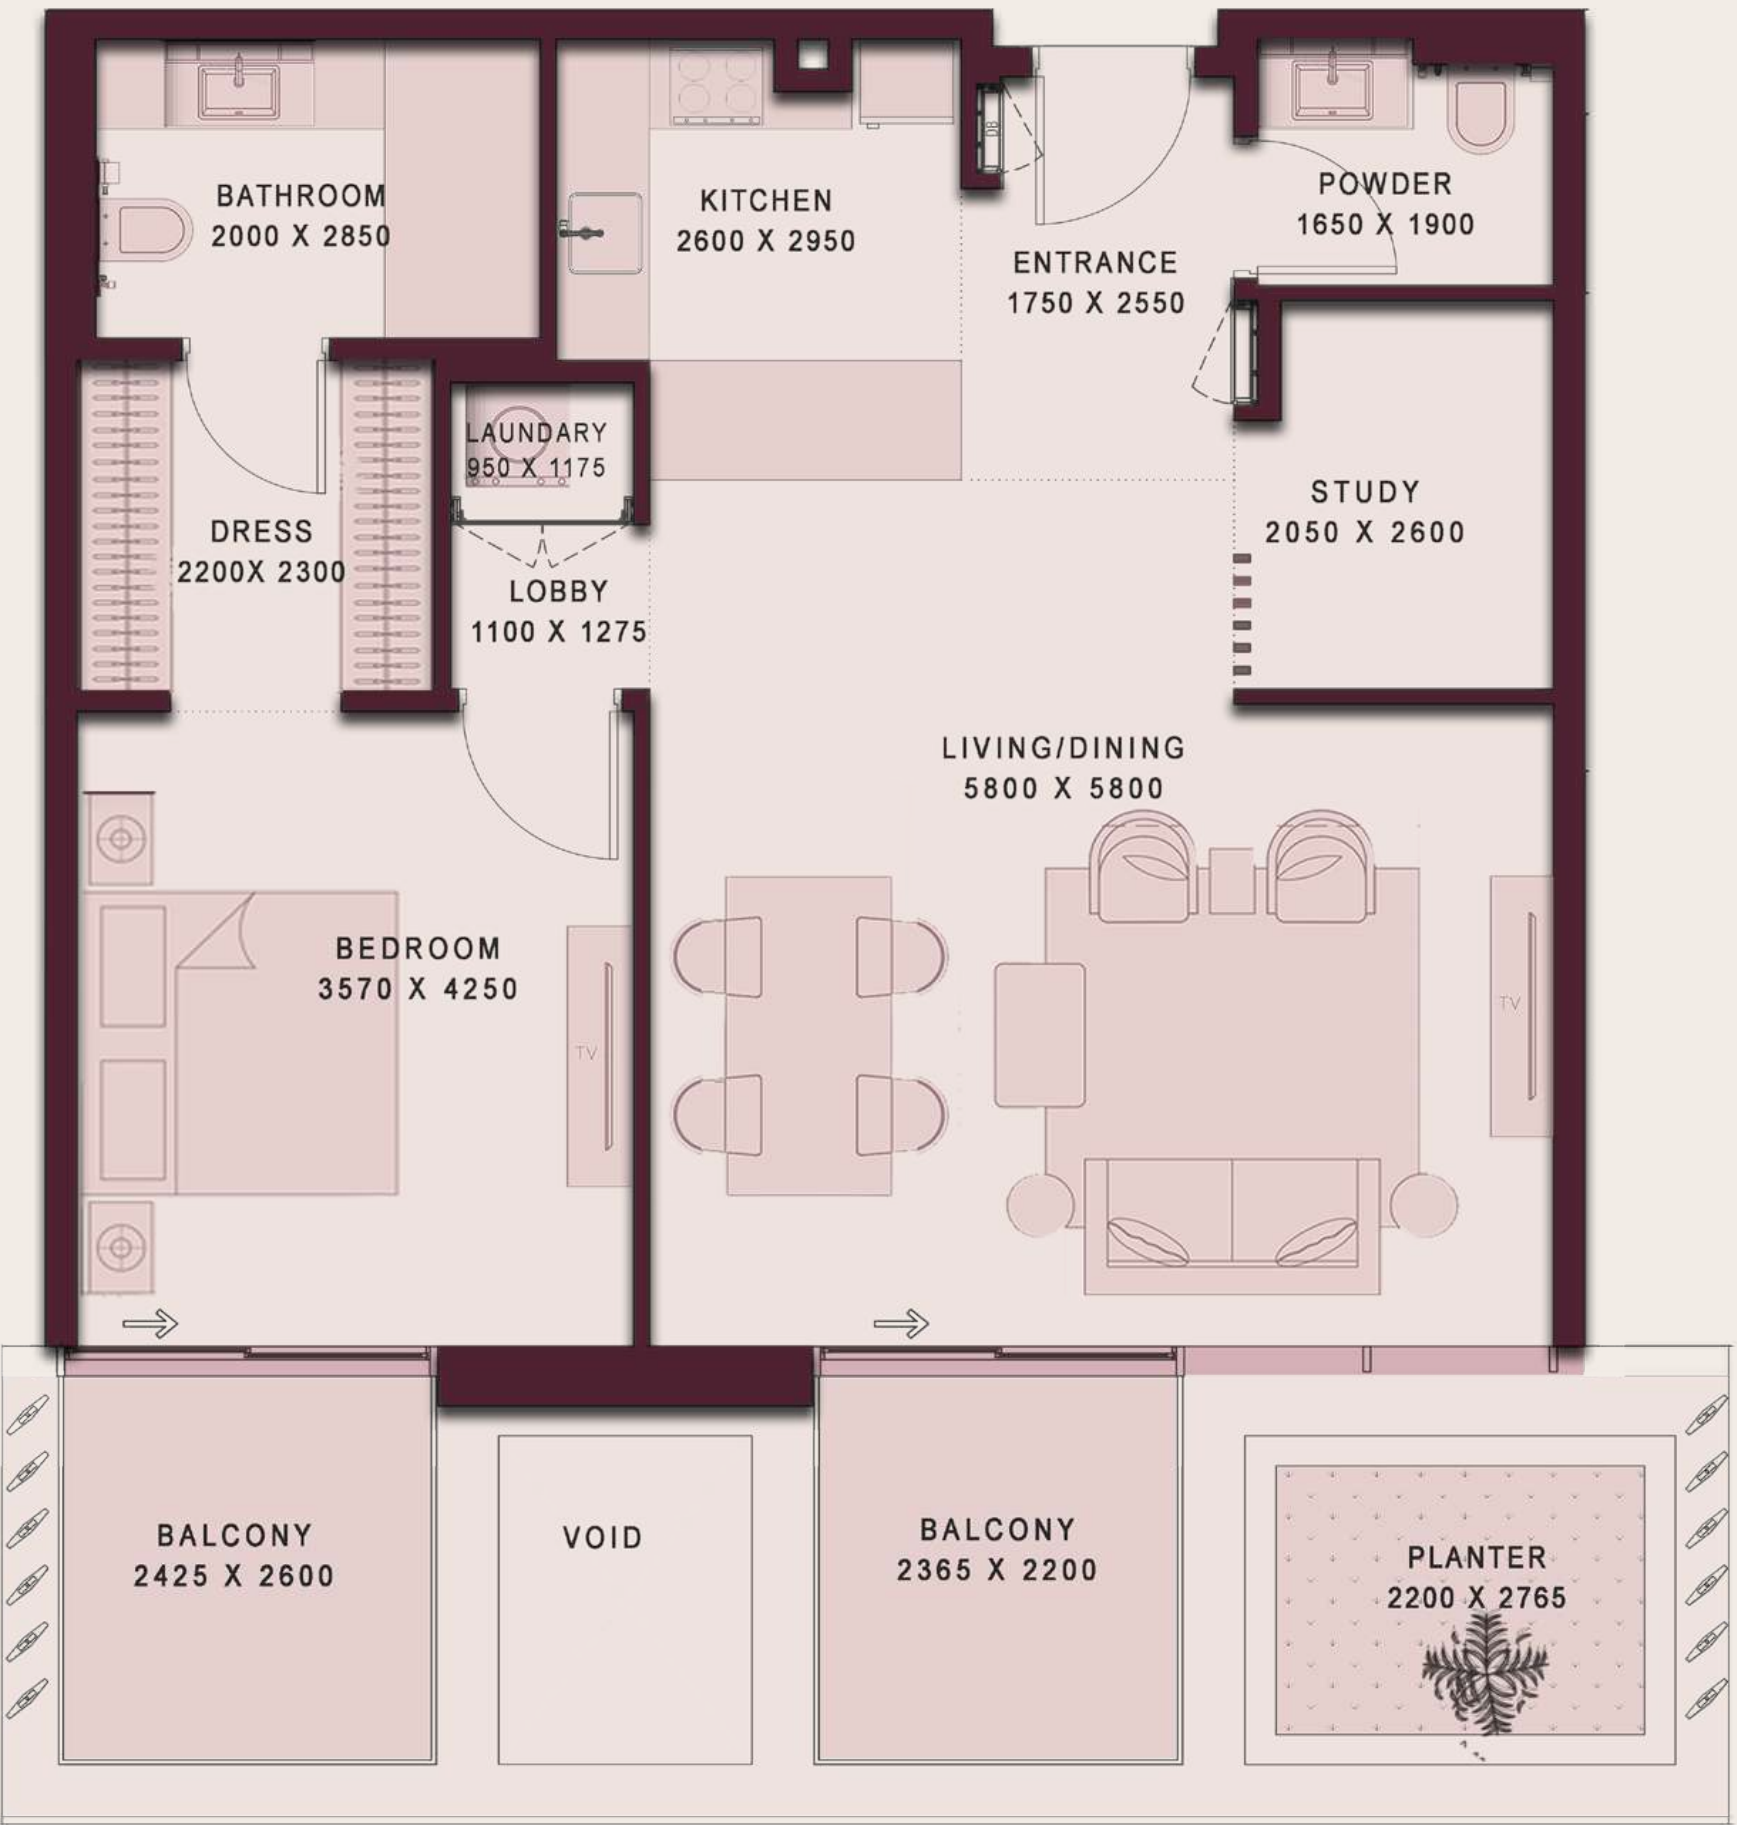 DB
POWDER
1650 X 1900
BATHROOM
2000 X 2850
KITCHEN
2600 X 2950
ENTRANCE
1750 X 2550
LAUNDARY
950 X 1175
STUDY
2050 X 2600
DRESS
2200X 2300
LOBBY
1100 X 1275
LIVING/DINING
5800 X 5800
BEDROOM
3570 X 4250
TV
TV
BALCONY
2425 X 2600
VOID
BALCONY
2365 X 2200
PLANTER
2200 X 2765